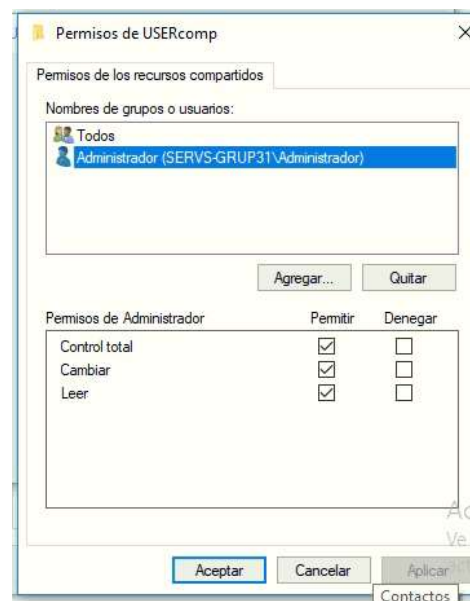 Permisos de USERcomp
Permisos de los recursos compartidos
Nombres de grupos o usuarios:
Todos
Administrador (SERVS-GRUP31\Administrador)
Agregar... Quitar
Permisos de Administrador Permitir Denegar
Control total
Cambiar
Leer
Ve
Aceptar Cancelar Aplicar
Contactos